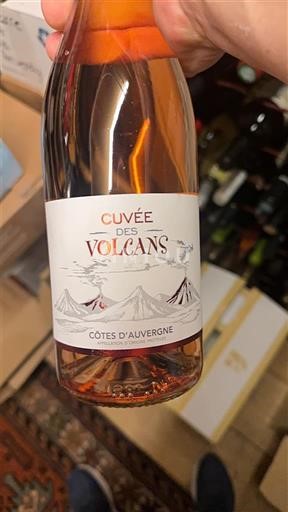 CUVÉE
DES
VOLCANS
CÔTES D'AUVERGNE
APPELLATION D'ORIGINE PROTÉGÉE